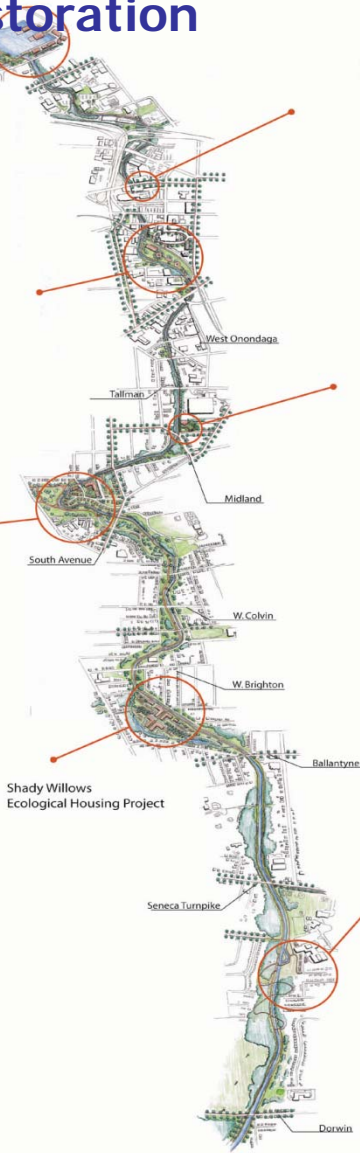 storation
West Onondaga
Tallman
Midland
South Avenue
W. Colvin
W. Brighton
Ballantyne
Shady Willows
Ecological Housing Project
Seneca Turnpike
Dorwin